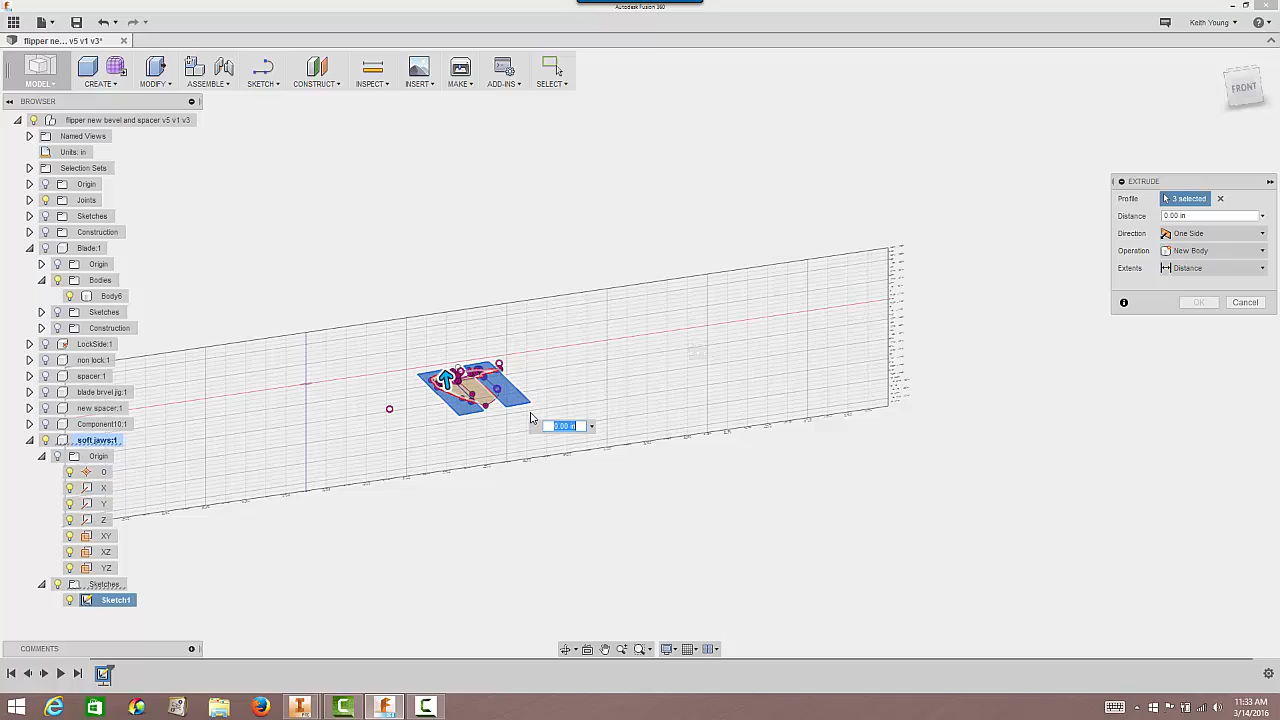 Autodesk Fusion 360
Keith Young
flipper ne... v5 v1 v3*
MODEL
CREATE
MODIFY
ASSEMBLE
SKETCH
CONSTRUCT
INSPECT
INSERT
MAKE
ADD-INS
SELECT
FRONT
BROWSER
flipper new bevel and spacer v5 v1 v3
Named Views
Units: in
Selection Sets
Origin
Joints
Sketches
Construction
Blade:1
Origin
Bodies
Body6
Sketches
Construction
LockSide:1
non lock:1
spacer:1
blade brvel jig:1
new spacer:1
Component10:1
soft jaws:1
Origin
O
X
Y
Z
XY
XZ
YZ
Sketches
Sketch1
EXTRUDE
Profile 3 selected
Distance 0.00 in
Direction One Side
Operation New Body
Extents Distance
OK Cancel
0.00 in
COMMENTS
11:33 AM
3/14/2016